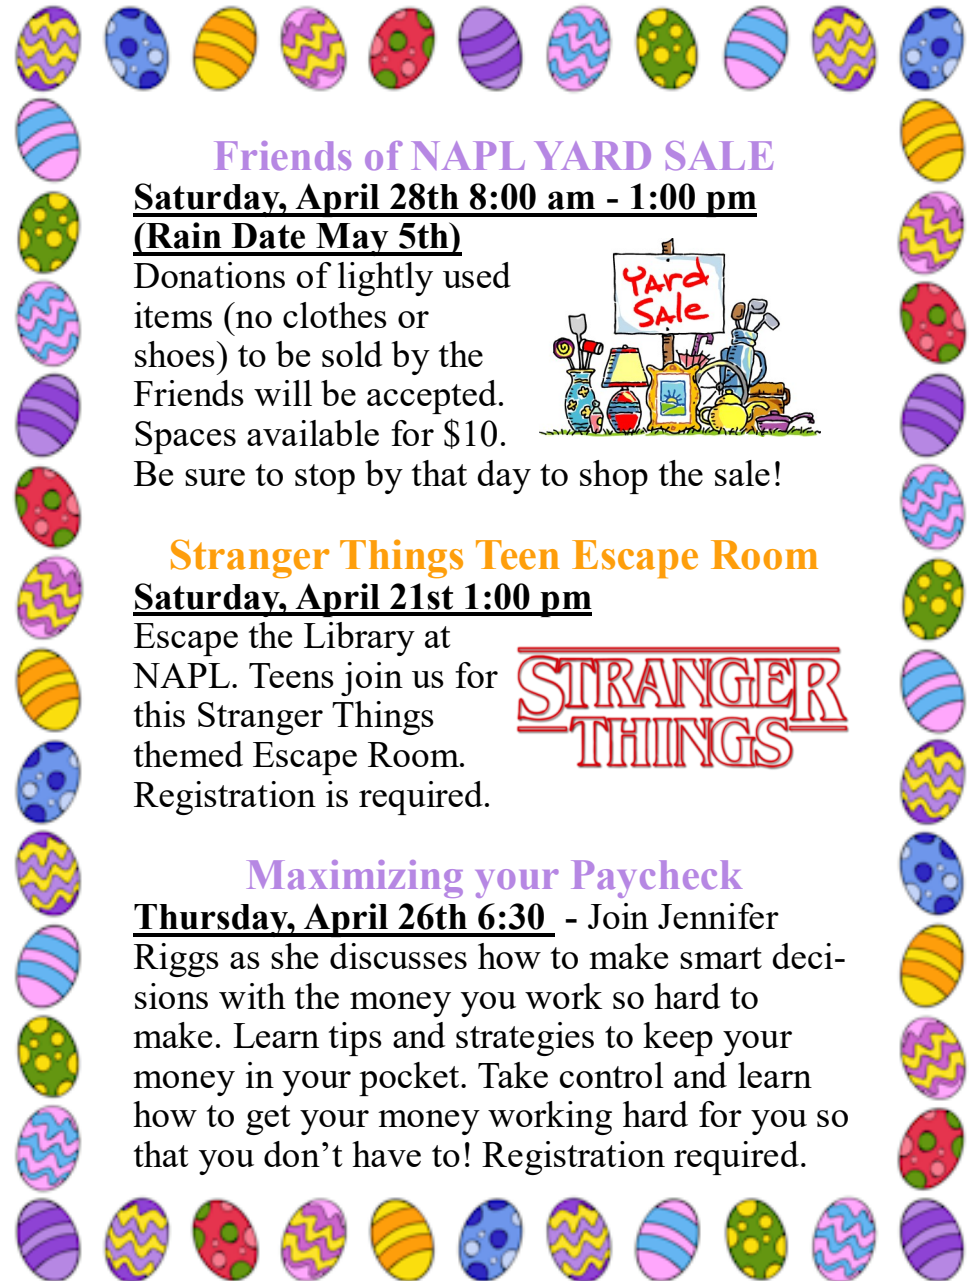 Friends of NAPL YARD SALE
Saturday, April 28th 8:00 am - 1:00 pm
(Rain Date May 5th)
Donations of lightly used
items (no clothes or
shoes) to be sold by the
Friends will be accepted.
Spaces available for $10.
Be sure to stop by that day to shop the sale!
Yard
Sale
Stranger Things Teen Escape Room
Saturday, April 21st 1:00 pm
Escape the Library at
NAPL. Teens join us for
this Stranger Things
themed Escape Room.
Registration is required.
STRANGER
THINGS
Maximizing your Paycheck
Thursday, April 26th 6:30 - Join Jennifer
Riggs as she discusses how to make smart deci-
sions with the money you work so hard to
make. Learn tips and strategies to keep your
money in your pocket. Take control and learn
how to get your money working hard for you so
that you don’t have to! Registration required.